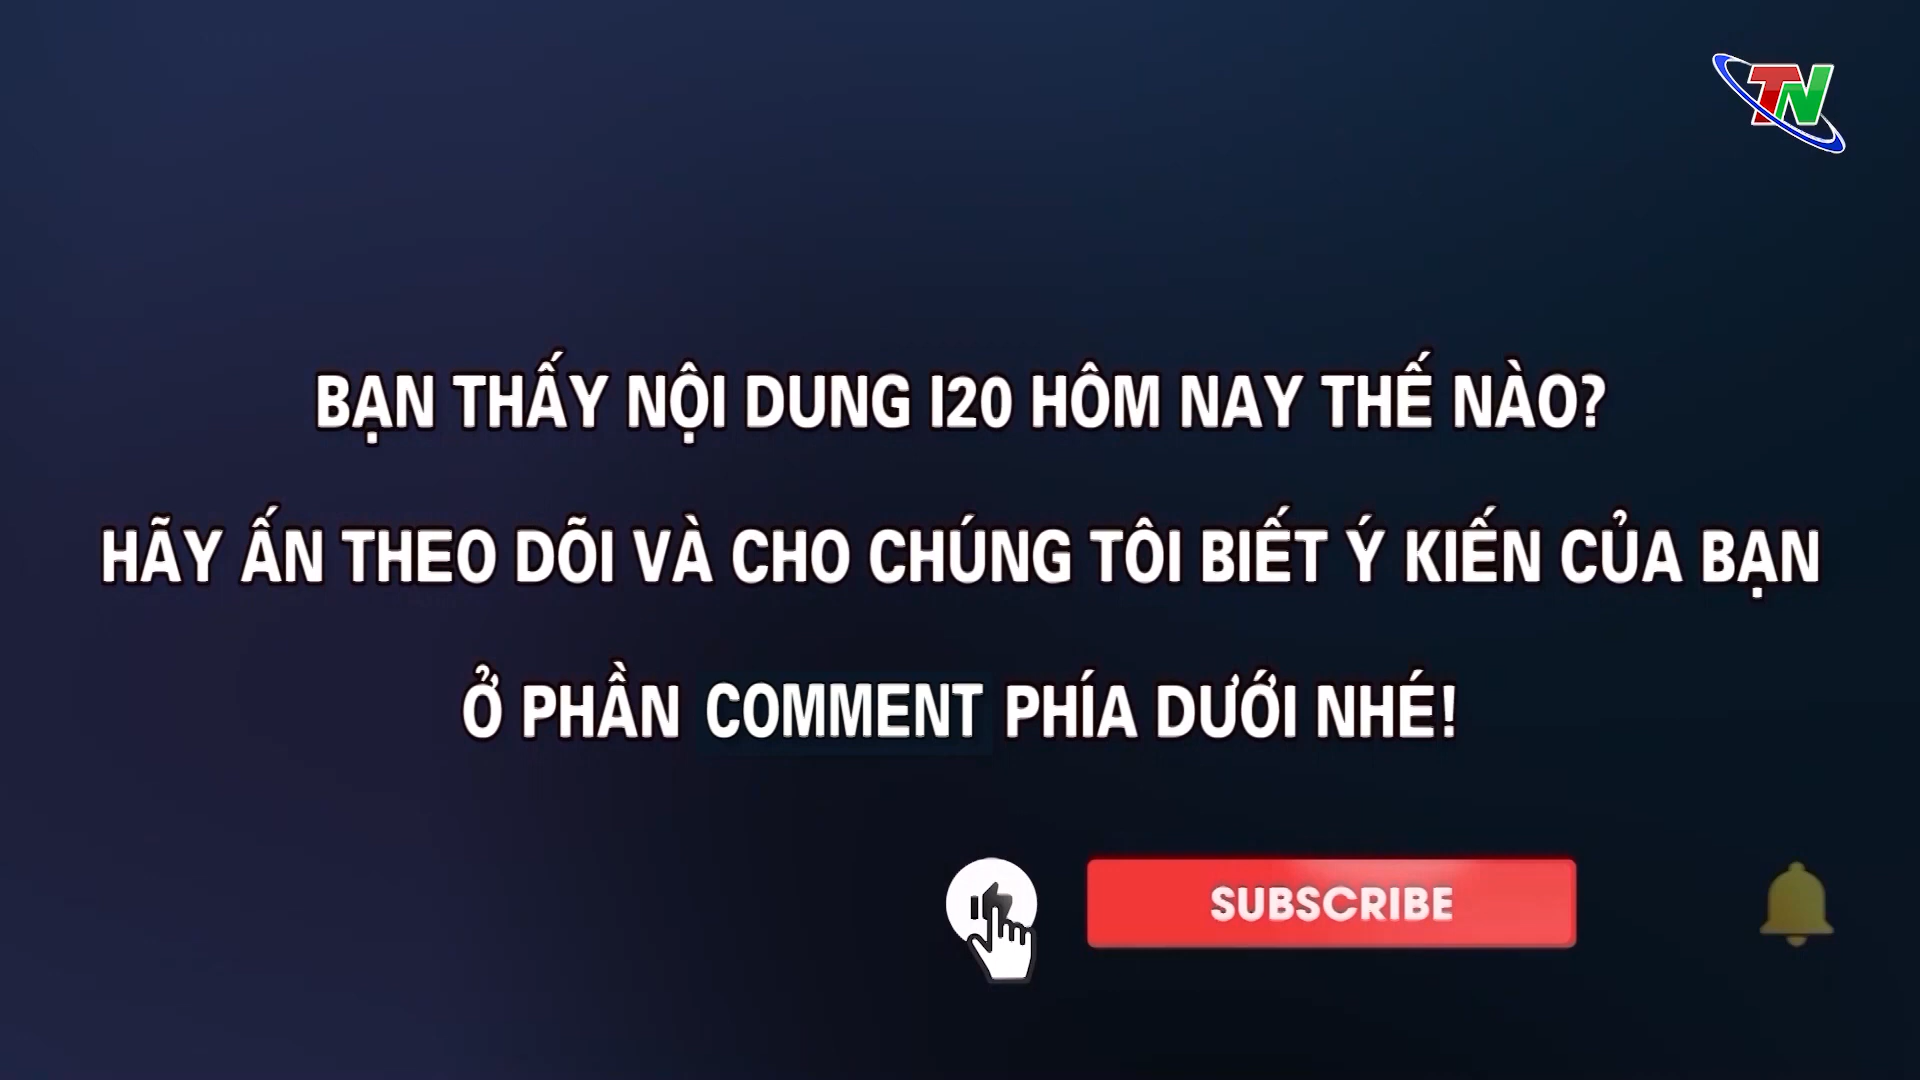 TN
BẠN THẤY NỘI DUNG I20 HÔM NAY THẾ NÀO?
HÃY ẤN THEO DÕI VÀ CHO CHÚNG TÔI BIẾT Ý KIẾN CỦA BẠN
Ở PHẦN COMMENT PHÍA DƯỚI NHÉ!
SUBSCRIBE